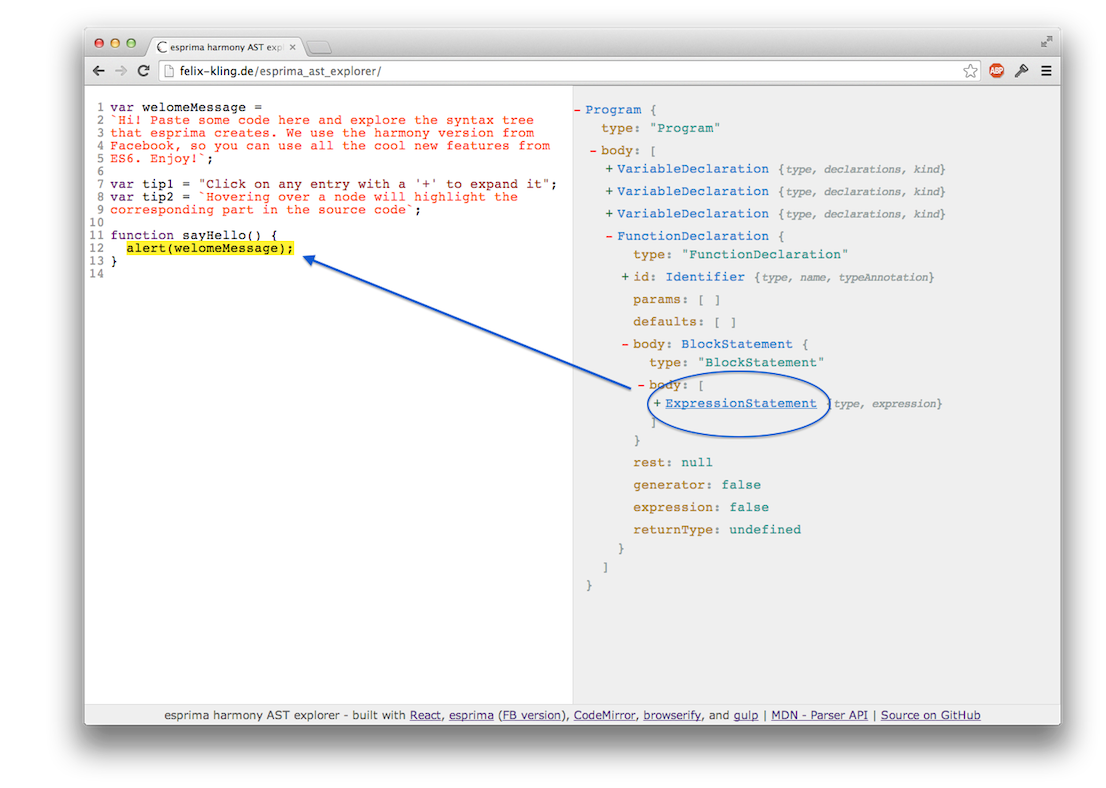 esprima harmony AST exp
felix-kling.de/esprima_ast_explorer/
ABP
1 var welomeMessage =
2 `Hi! Paste some code here and explore the syntax tree
3 that esprima creates. We use the harmony version from
4 Facebook, so you can use all the cool new features from
5 ES6. Enjoy!`;
6
7 var tip1 = "Click on any entry with a '+' to expand it";
8 var tip2 = `Hovering over a node will highlight the
9 corresponding part in the source code`;
10
11 function sayHello() {
12 alert(welomeMessage);
13 }
14
- Program {
type: "Program"
- body: [
+ VariableDeclaration {type, declarations, kind}
+ VariableDeclaration {type, declarations, kind}
+ VariableDeclaration {type, declarations, kind}
- FunctionDeclaration {
type: "FunctionDeclaration"
+ id: Identifier {type, name, typeAnnotation}
params: [ ]
defaults: [ ]
- body: BlockStatement {
type: "BlockStatement"
- body: [
+ ExpressionStatement {type, expression}
]
}
rest: null
generator: false
expression: false
returnType: undefined
}
]
}
esprima harmony AST explorer - built with React, esprima (FB version), CodeMirror, browserify, and gulp | MDN - Parser API | Source on GitHub